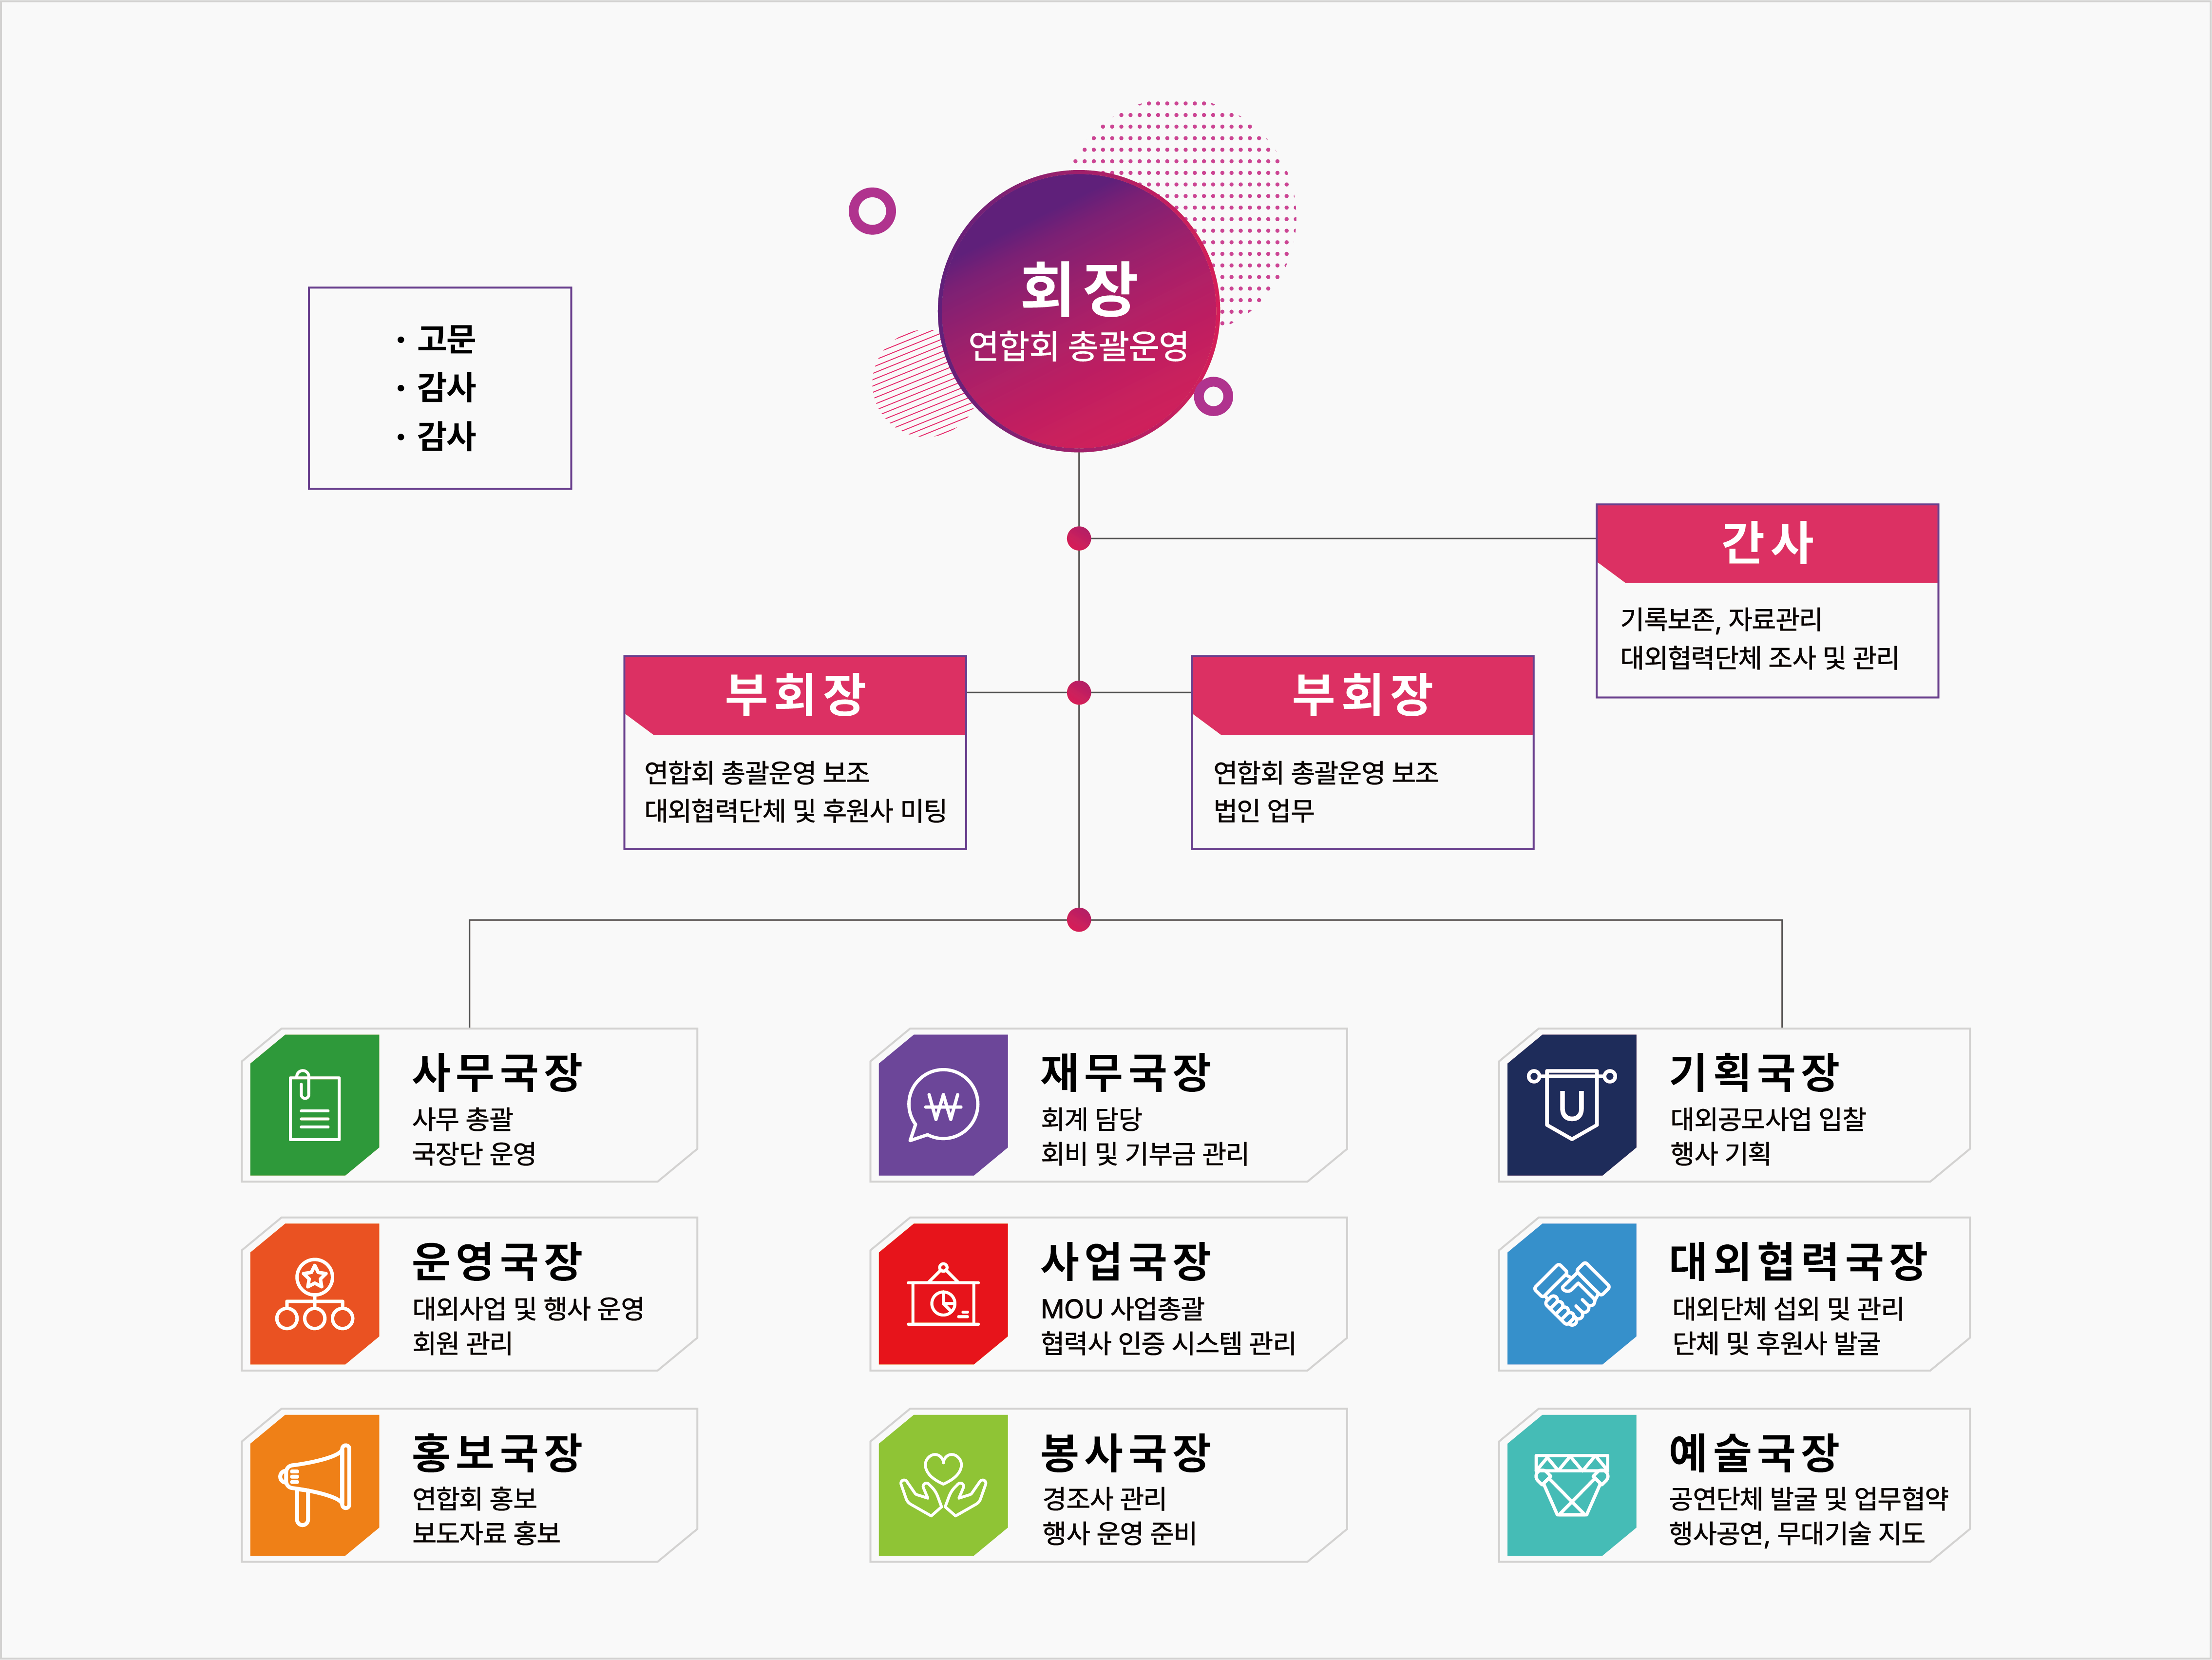 회장
연합회 총괄운영
· 고문
· 감사
· 감사
간사
기록보존, 자료관리
대외협력단체 조사 및 관리
부회장
연합회 총괄운영 보조
대외협력단체 및 후원사 미팅
부회장
연합회 총괄운영 보조
법인 업무
사무국장
사무 총괄
국장단 운영
₩
재무국장
회계 담당
회비 및 기부금 관리
U
기획국장
대외공모사업 입찰
행사 기획
운영국장
대외사업 및 행사 운영
회원 관리
사업국장
MOU 사업총괄
협력사 인증 시스템 관리
대외협력국장
대외단체 섭외 및 관리
단체 및 후원사 발굴
홍보국장
연합회 홍보
보도자료 홍보
봉사국장
경조사 관리
행사 운영 준비
예술국장
공연단체 발굴 및 업무협약
행사공연, 무대기술 지도